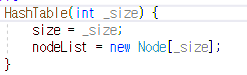 HashTable(int _size) {
size = _size;
nodeList = new Node[_size];
}